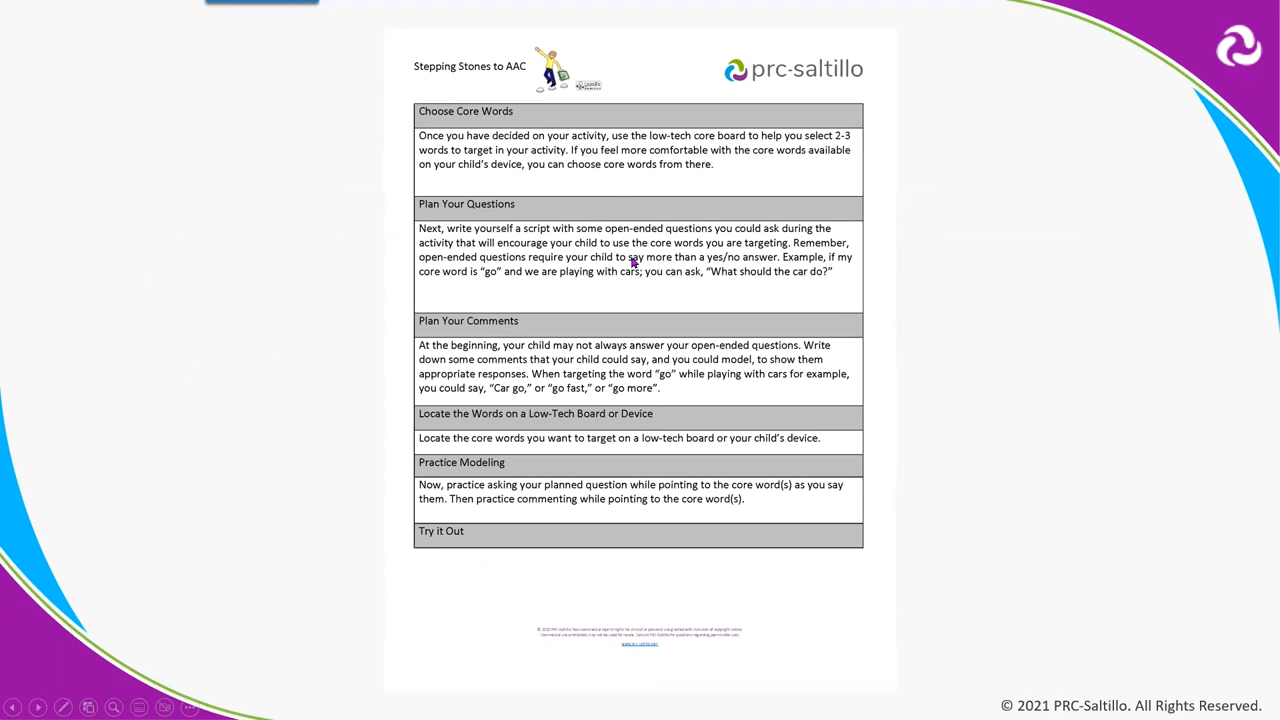 Stepping Stones to AAC
prc-saltillo
Choose Core Words
Once you have decided on your activity, use the low-tech core board to help you select 2-3
words to target in your activity. If you feel more comfortable with the core words available
on your child's device, you can choose core words from there.
Plan Your Questions
Next, write yourself a script with some open-ended questions you could ask during the
activity that will encourage your child to use the core words you are targeting. Remember,
open-ended questions require your child to say more than a yes/no answer. Example, if my
core word is "go" and we are playing with cars; you can ask, "What should the car do?"
Plan Your Comments
At the beginning, your child may not always answer your open-ended questions. Write
down some comments that your child could say, and you could model, to show them
appropriate responses. When targeting the word "go" while playing with cars for example,
you could say, "Car go," or "go fast," or "go more".
Locate the Words on a Low-Tech Board or Device
Locate the core words you want to target on a low-tech board or your child's device.
Practice Modeling
Now, practice asking your planned question while pointing to the core word(s) as you say
them. Then practice commenting while pointing to the core word(s).
Try it Out
© 2021 PRC-Saltillo. All Rights Reserved.